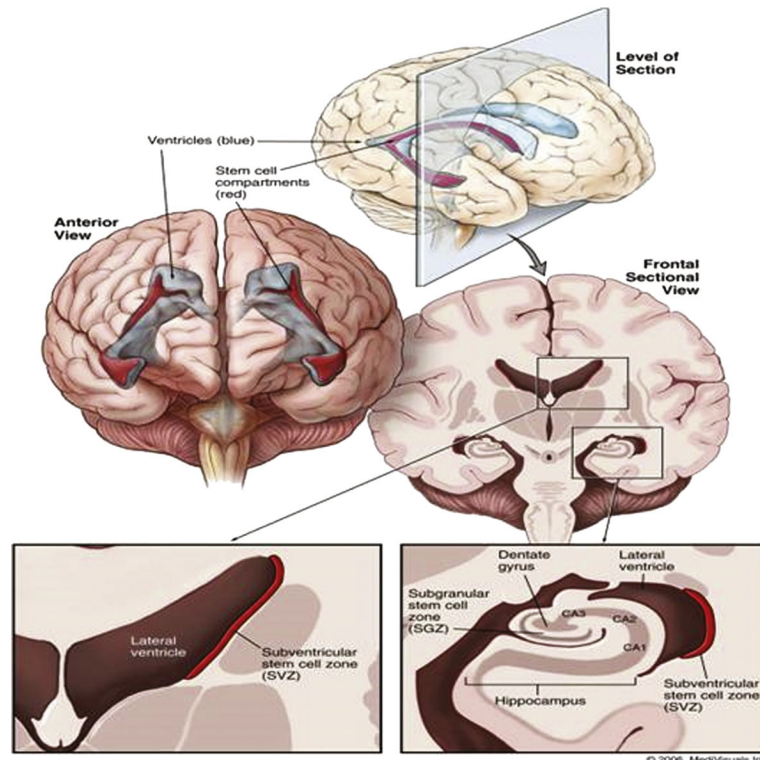 Level of
Section
Ventricles (blue)
Stem cell
compartments
(red)
Anterior
View
Frontal
Sectional
View
Lateral
ventricle
Subventricular
stem cell zone
(SVZ)
Dentate
gyrus
Lateral
ventricle
Subgranular
stem cell
zone
(SGZ)
CA3
CA2
CA1
Hippocampus
Subventricular
stem cell zone
(SVZ)
© 2006, MediVisuals